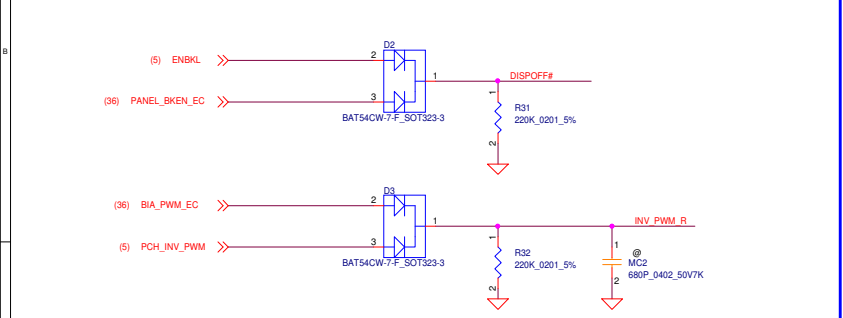 B
D2
(5) ENBKL 2
1 DISPOFF#
(36) PANEL_BKEN_EC 3
1
R31
220K_0201_5%
BAT54CW-7-F_SOT323-3
2
D3
(36) BIA_PWM_EC 2
1 INV_PWM_R
(5) PCH_INV_PWM 3
1
R32
220K_0201_5%
1
@
MC2
680P_0402_50V7K
BAT54CW-7-F_SOT323-3
2
2